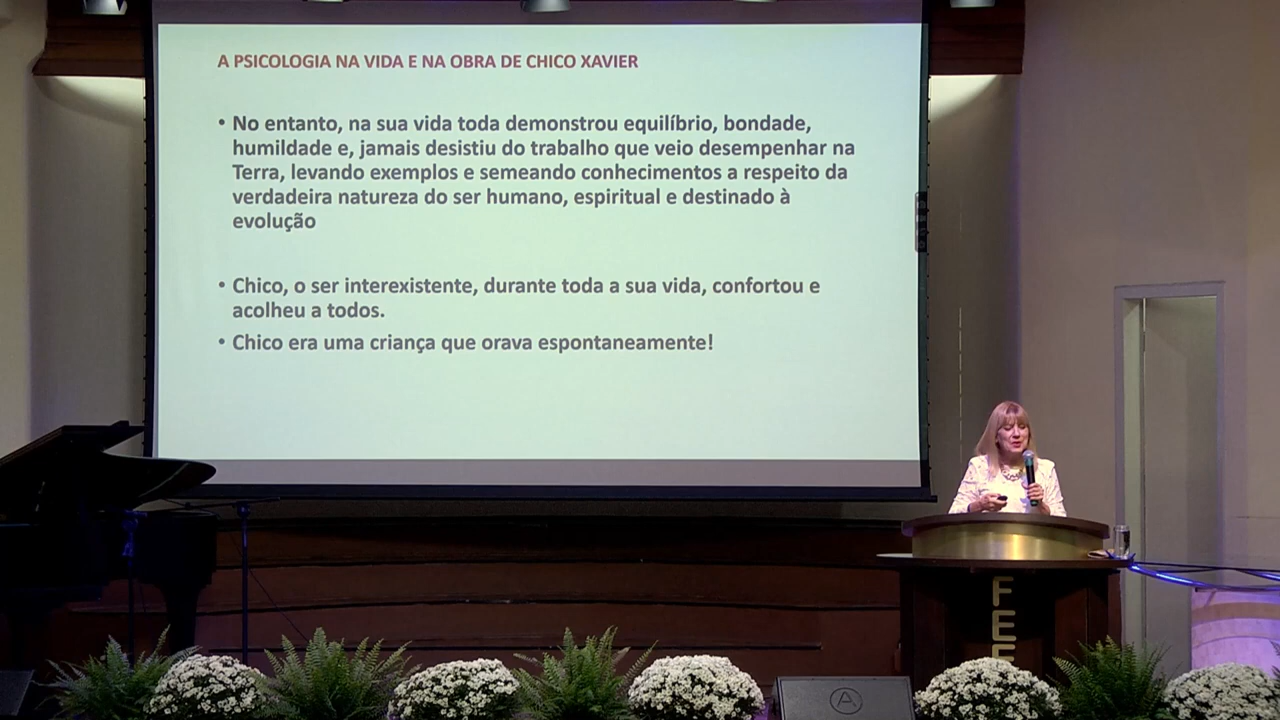 A PSICOLOGIA NA VIDA E NA OBRA DE CHICO XAVIER
• No entanto, na sua vida toda demonstrou equilíbrio, bondade,
humildade e, jamais desistiu do trabalho que veio desempenhar na
Terra, levando exemplos e semeando conhecimentos a respeito da
verdadeira natureza do ser humano, espiritual e destinado à
evolução
• Chico, o ser interexistente, durante toda a sua vida, confortou e
acolheu a todos.
• Chico era uma criança que orava espontaneamente!